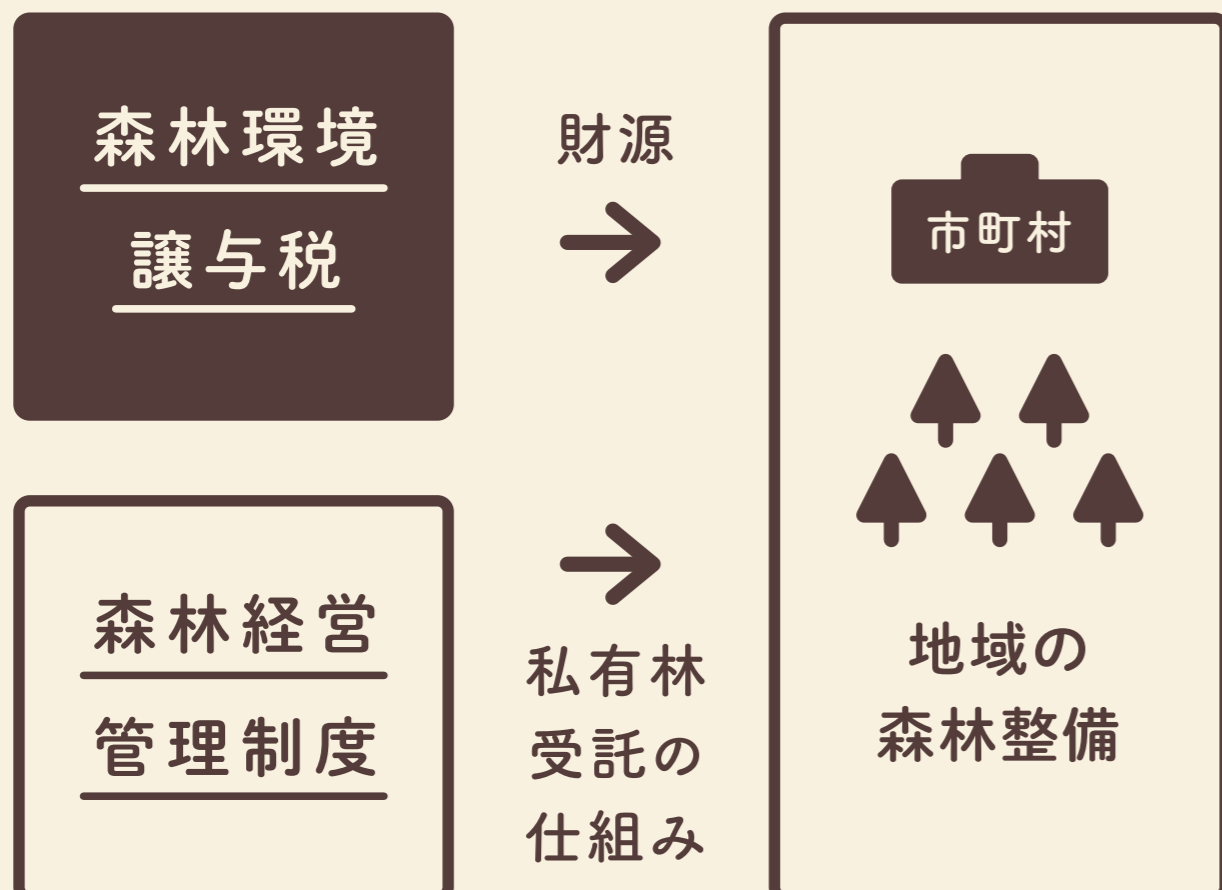 森林環境
譲与税
財源
森林経営
管理制度
私有林
受託の
仕組み
市町村
地域の
森林整備